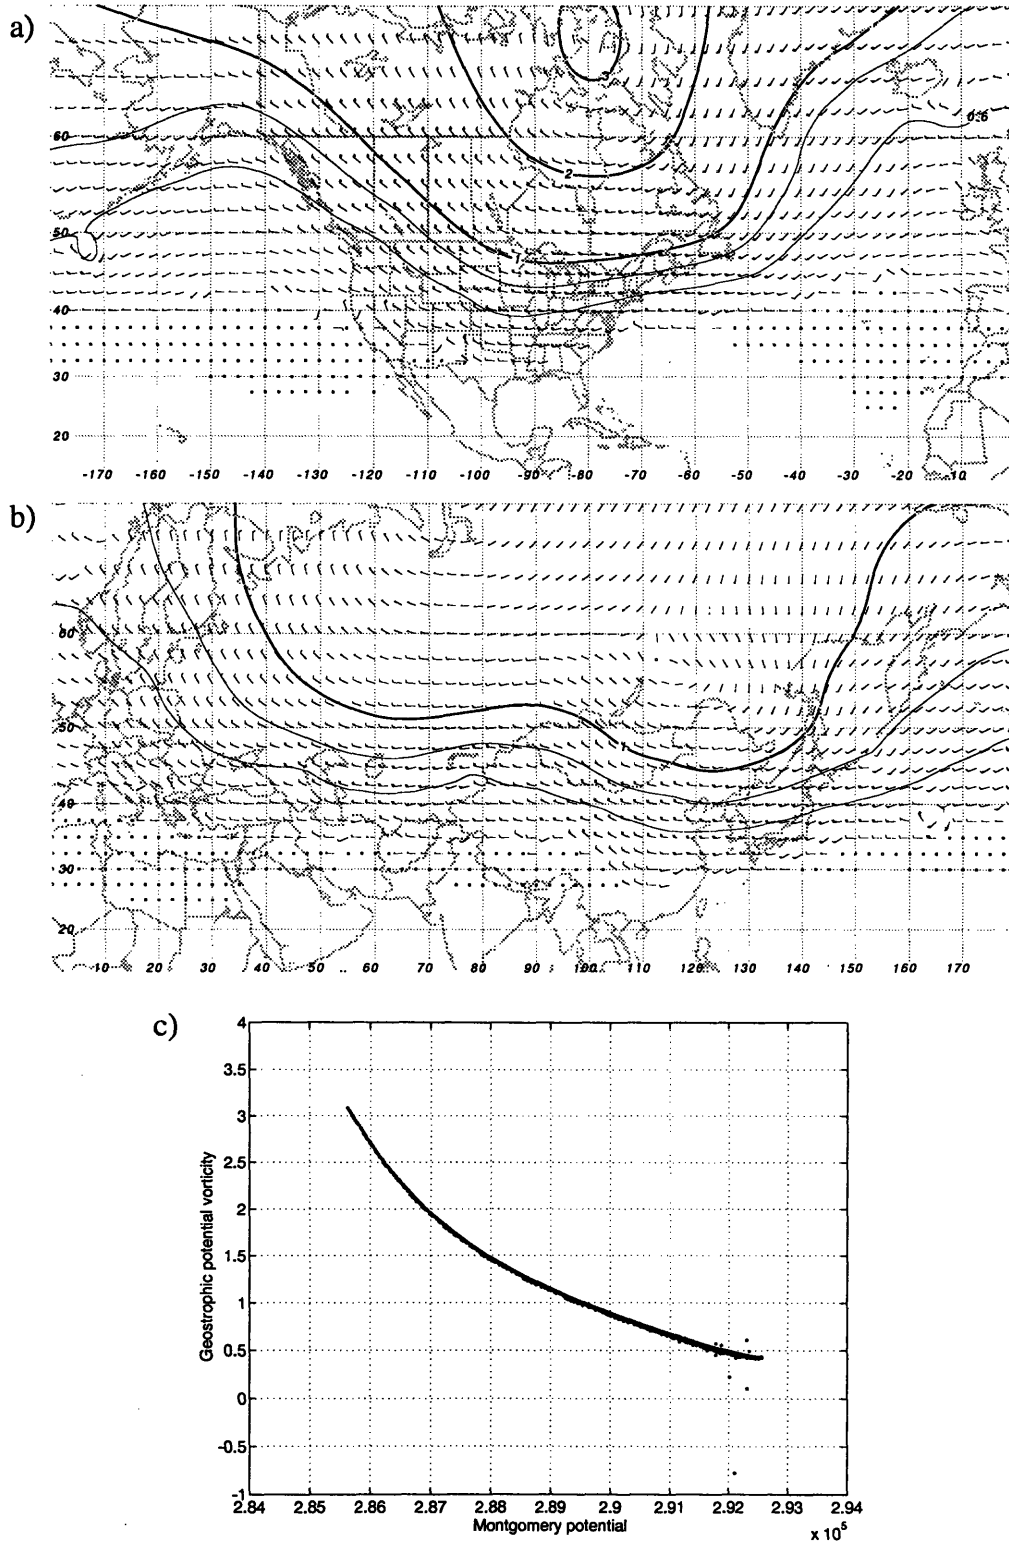 a)
3
2
1
0.6
60
50
40
30
20
-170 -160 -150 -140 -130 -120 -110 -100 -90 -80 -70 -60 -50 -40 -30 -20 -10
b)
1
60
50
40
30
20
10 20 30 40 50 60 70 80 90 100 110 120 130 140 150 160 170
c)
4
3.5
3
2.5
2
1.5
1
0.5
0
-0.5
-1
Geostrophic potential vorticity
2.84 2.85 2.86 2.87 2.88 2.89 2.9 2.91 2.92 2.93 2.94
Montgomery potential
x 10⁵